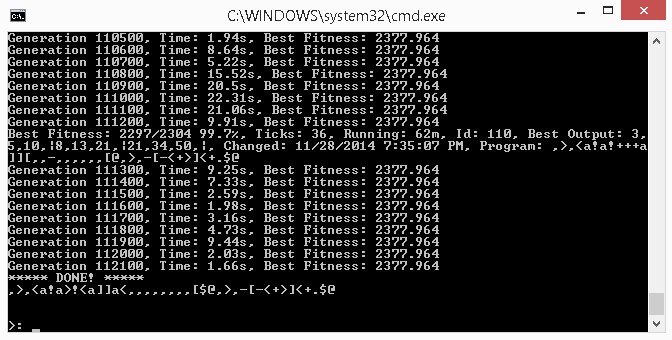 C:\WINDOWS\system32\cmd.exe
Generation 110500, Time: 1.94s, Best Fitness: 2377.964
Generation 110600, Time: 8.64s, Best Fitness: 2377.964
Generation 110700, Time: 5.22s, Best Fitness: 2377.964
Generation 110800, Time: 15.52s, Best Fitness: 2377.964
Generation 110900, Time: 20.5s, Best Fitness: 2377.964
Generation 111000, Time: 22.31s, Best Fitness: 2377.964
Generation 111100, Time: 21.06s, Best Fitness: 2377.964
Generation 111200, Time: 9.91s, Best Fitness: 2377.964
Best Fitness: 2297/2304 99.7%, Ticks: 36, Running: 62m, Id: 110, Best Output: 3,
5,10,¦8,13,21,¦21,34,50,¦, Changed: 11/28/2014 7:35:07 PM, Program: ,>,<a!a!+++a
]][,,-,,,,,,[@,>,-[-<+>]<+.$@
Generation 111300, Time: 9.25s, Best Fitness: 2377.964
Generation 111400, Time: 7.33s, Best Fitness: 2377.964
Generation 111500, Time: 2.59s, Best Fitness: 2377.964
Generation 111600, Time: 1.98s, Best Fitness: 2377.964
Generation 111700, Time: 3.16s, Best Fitness: 2377.964
Generation 111800, Time: 4.73s, Best Fitness: 2377.964
Generation 111900, Time: 9.44s, Best Fitness: 2377.964
Generation 112000, Time: 2.03s, Best Fitness: 2377.964
Generation 112100, Time: 1.66s, Best Fitness: 2377.964
***** DONE! *****
,>,<a!a>!<a]]a<,,,,,,,,[$@,>,-[-<+>]<+.$@
>: _